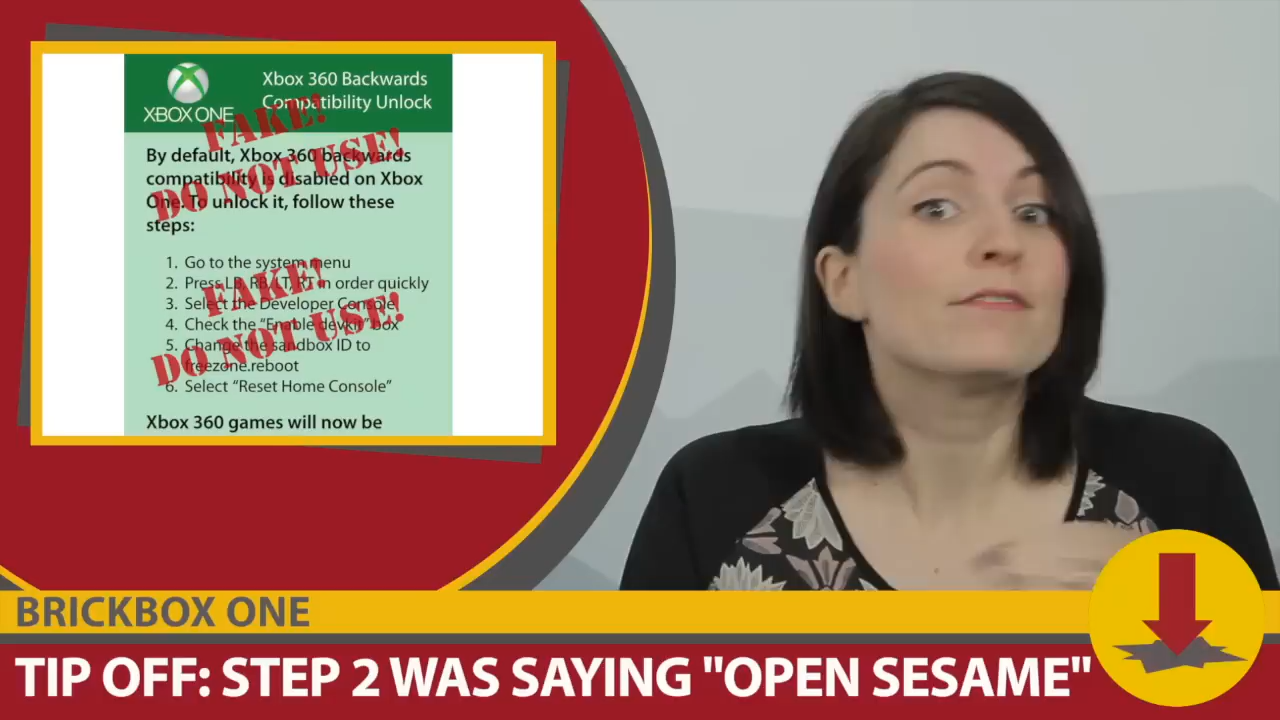 XBOX ONE
Xbox 360 Backwards
Compatibility Unlock
FAKE!
DO NOT USE!
By default, Xbox 360 backwards
compatibility is disabled on Xbox
One. To unlock it, follow these
steps:
1. Go to the system menu
2. Press LB, RB, LT, RT in order quickly
3. Select the Developer Console
4. Check the "Enable devkit" box
5. Change the sandbox ID to
freezone.reboot
6. Select "Reset Home Console"
FAKE!
DO NOT USE!
Xbox 360 games will now be
BRICKBOX ONE
TIP OFF: STEP 2 WAS SAYING "OPEN SESAME"